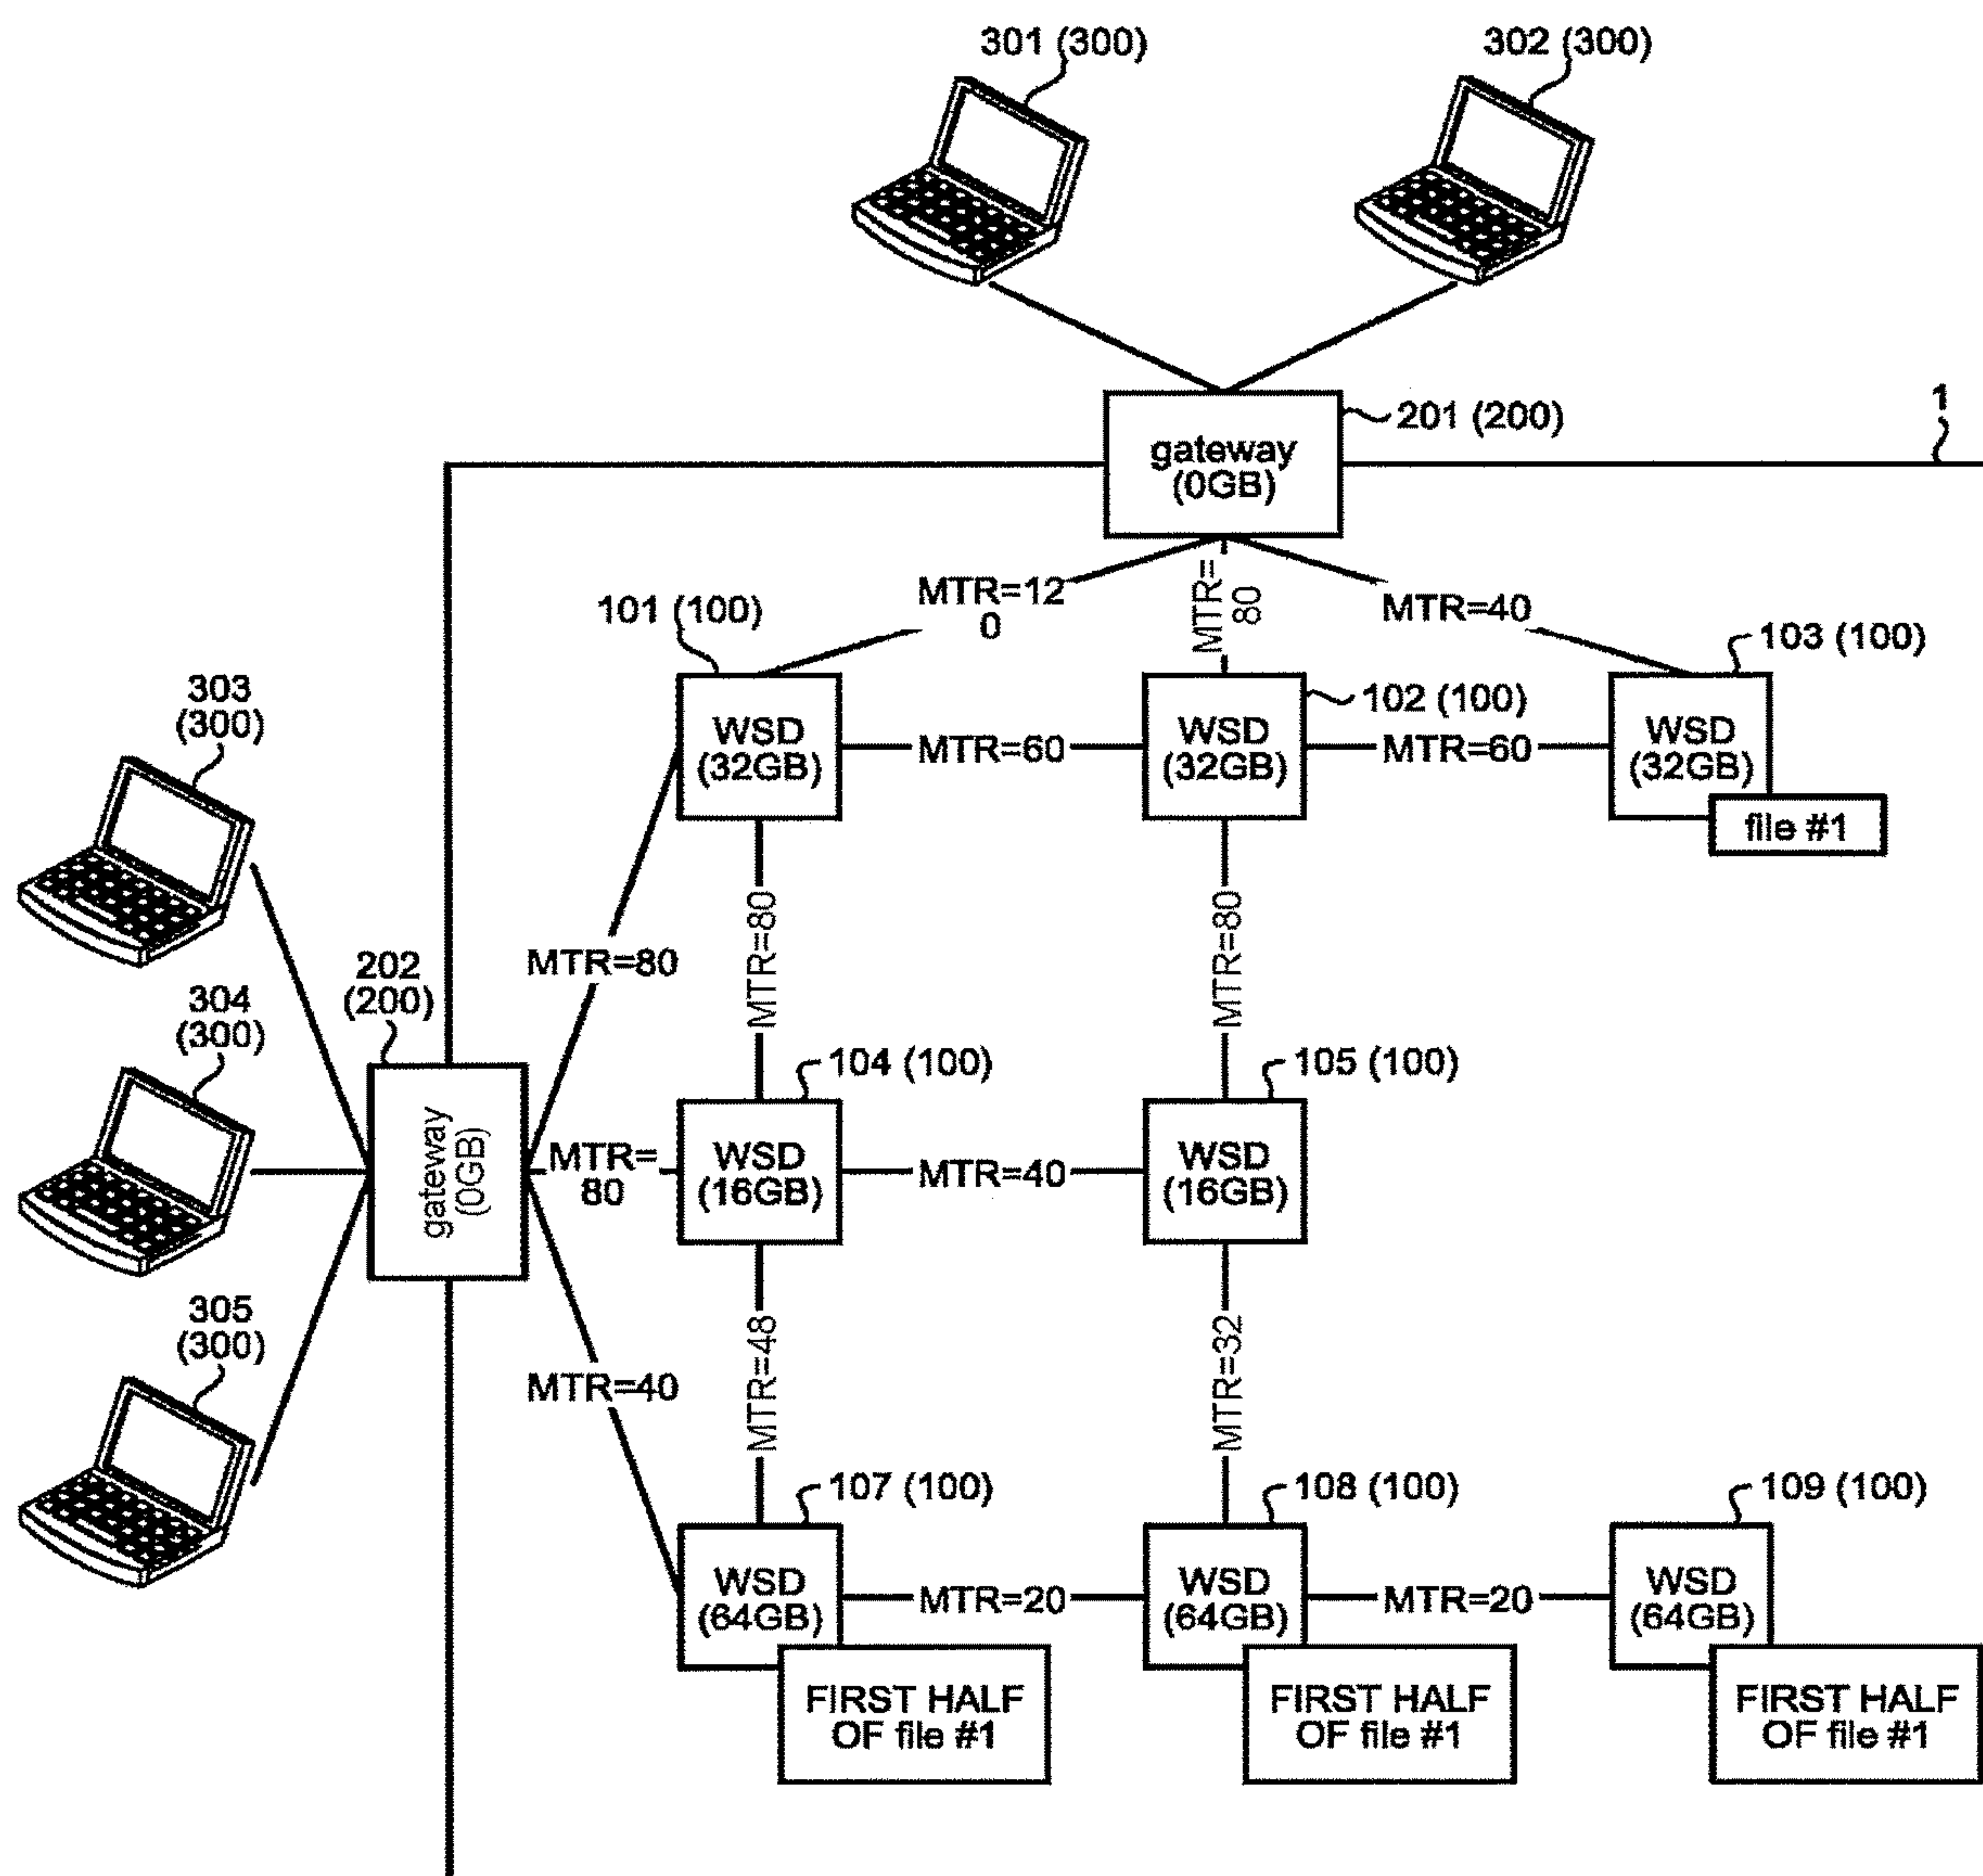 301 (300)
302 (300)
gateway
(0GB)
201 (200)
1
MTR=12
0
MTR=
80
MTR=40
101 (100)
WSD
(32GB)
MTR=60
102 (100)
WSD
(32GB)
MTR=60
103 (100)
WSD
(32GB)
file #1
303
(300)
MTR=80
MTR=80
MTR=80
304
(300)
202
(200)
gateway
(0GB)
MTR=
80
104 (100)
WSD
(16GB)
MTR=40
105 (100)
WSD
(16GB)
305
(300)
MTR=40
MTR=48
MTR=32
107 (100)
WSD
(64GB)
FIRST HALF
OF file #1
MTR=20
108 (100)
WSD
(64GB)
FIRST HALF
OF file #1
MTR=20
109 (100)
WSD
(64GB)
FIRST HALF
OF file #1